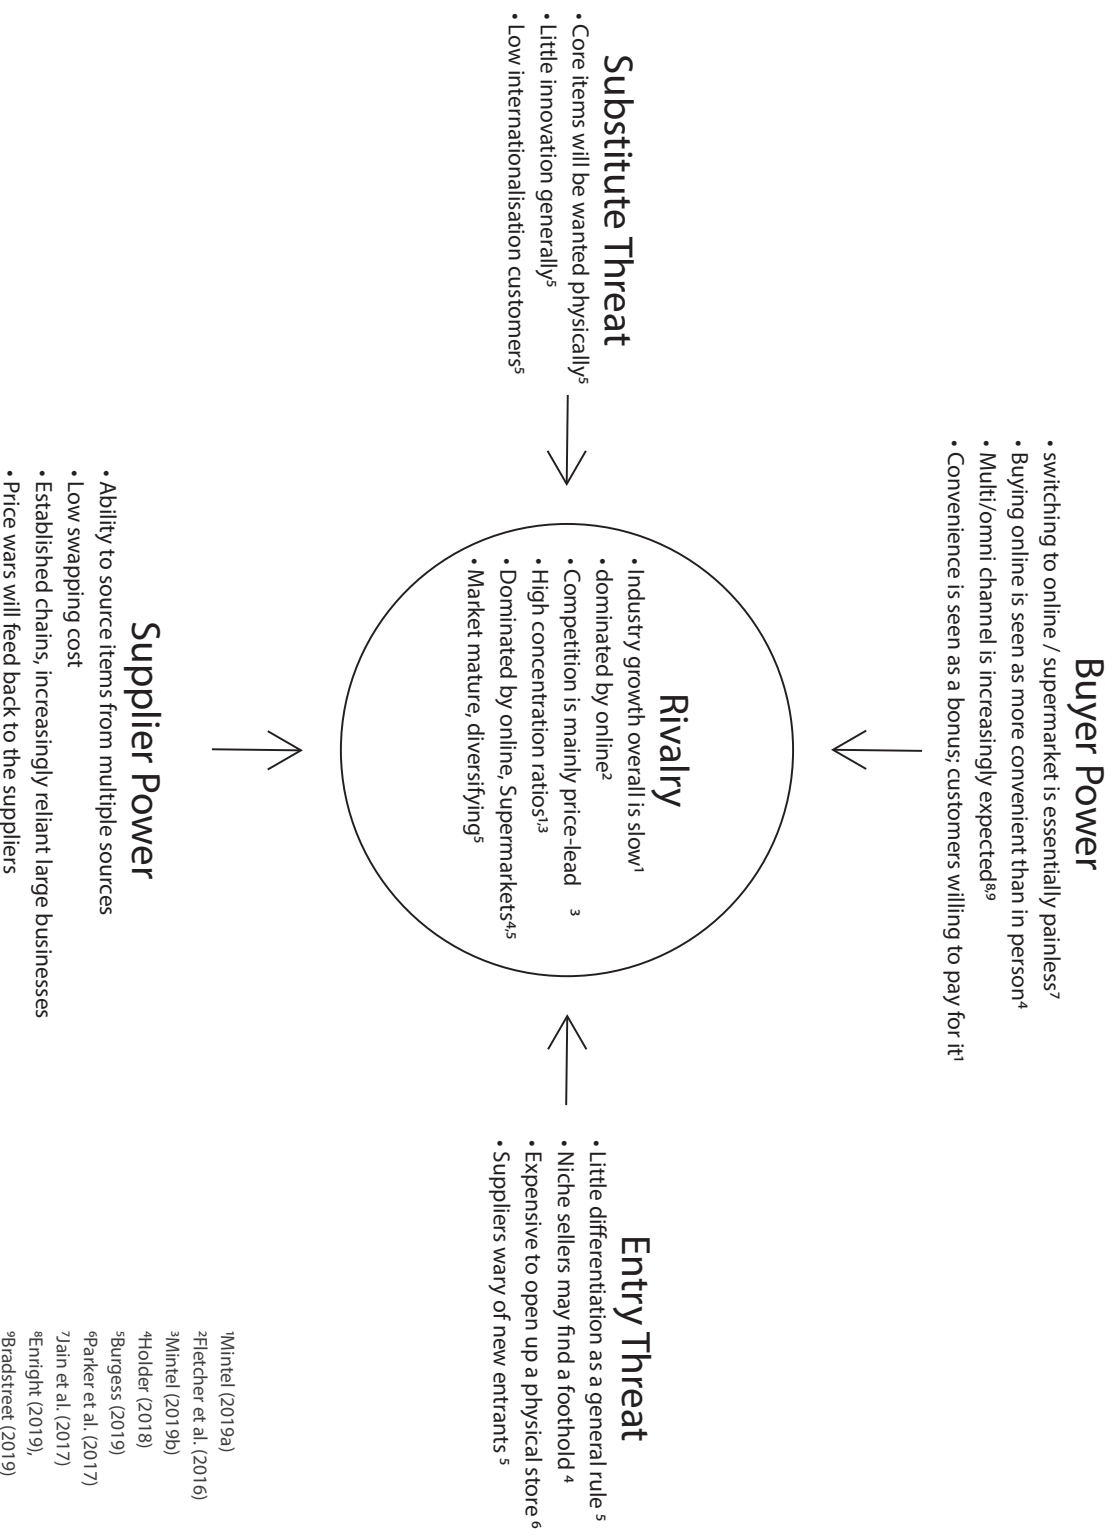 Buyer Power
• switching to online / supermarket is essentially painless⁷
• Buying online is seen as more convenient than in person⁴
• Multi/omni channel is increasingly expected⁸,⁹
• Convenience is seen as a bonus; customers willing to pay for it¹
Substitute Threat
• Core items will be wanted physically⁵
• Little innovation generally⁵
• Low internationalisation customers⁵
Rivalry
• Industry growth overall is slow¹
• dominated by online²
• Competition is mainly price-lead ³
• High concentration ratios¹,³
• Dominated by online, Supermarkets⁴,⁵
• Market mature, diversifying⁵
Entry Threat
• Little differentiation as a general rule ⁵
• Niche sellers may find a foothold ⁴
• Expensive to open up a physical store ⁶
• Suppliers wary of new entrants ⁵
Supplier Power
• Ability to source items from multiple sources
• Low swapping cost
• Established chains, increasingly reliant large businesses
• Price wars will feed back to the suppliers
¹Mintel (2019a)
²Fletcher et al. (2016)
³Mintel (2019b)
⁴Holder (2018)
⁵Burgess (2019)
⁶Parker et al. (2017)
⁷Jain et al. (2017)
⁸Enright (2019),
⁹Bradstreet (2019)